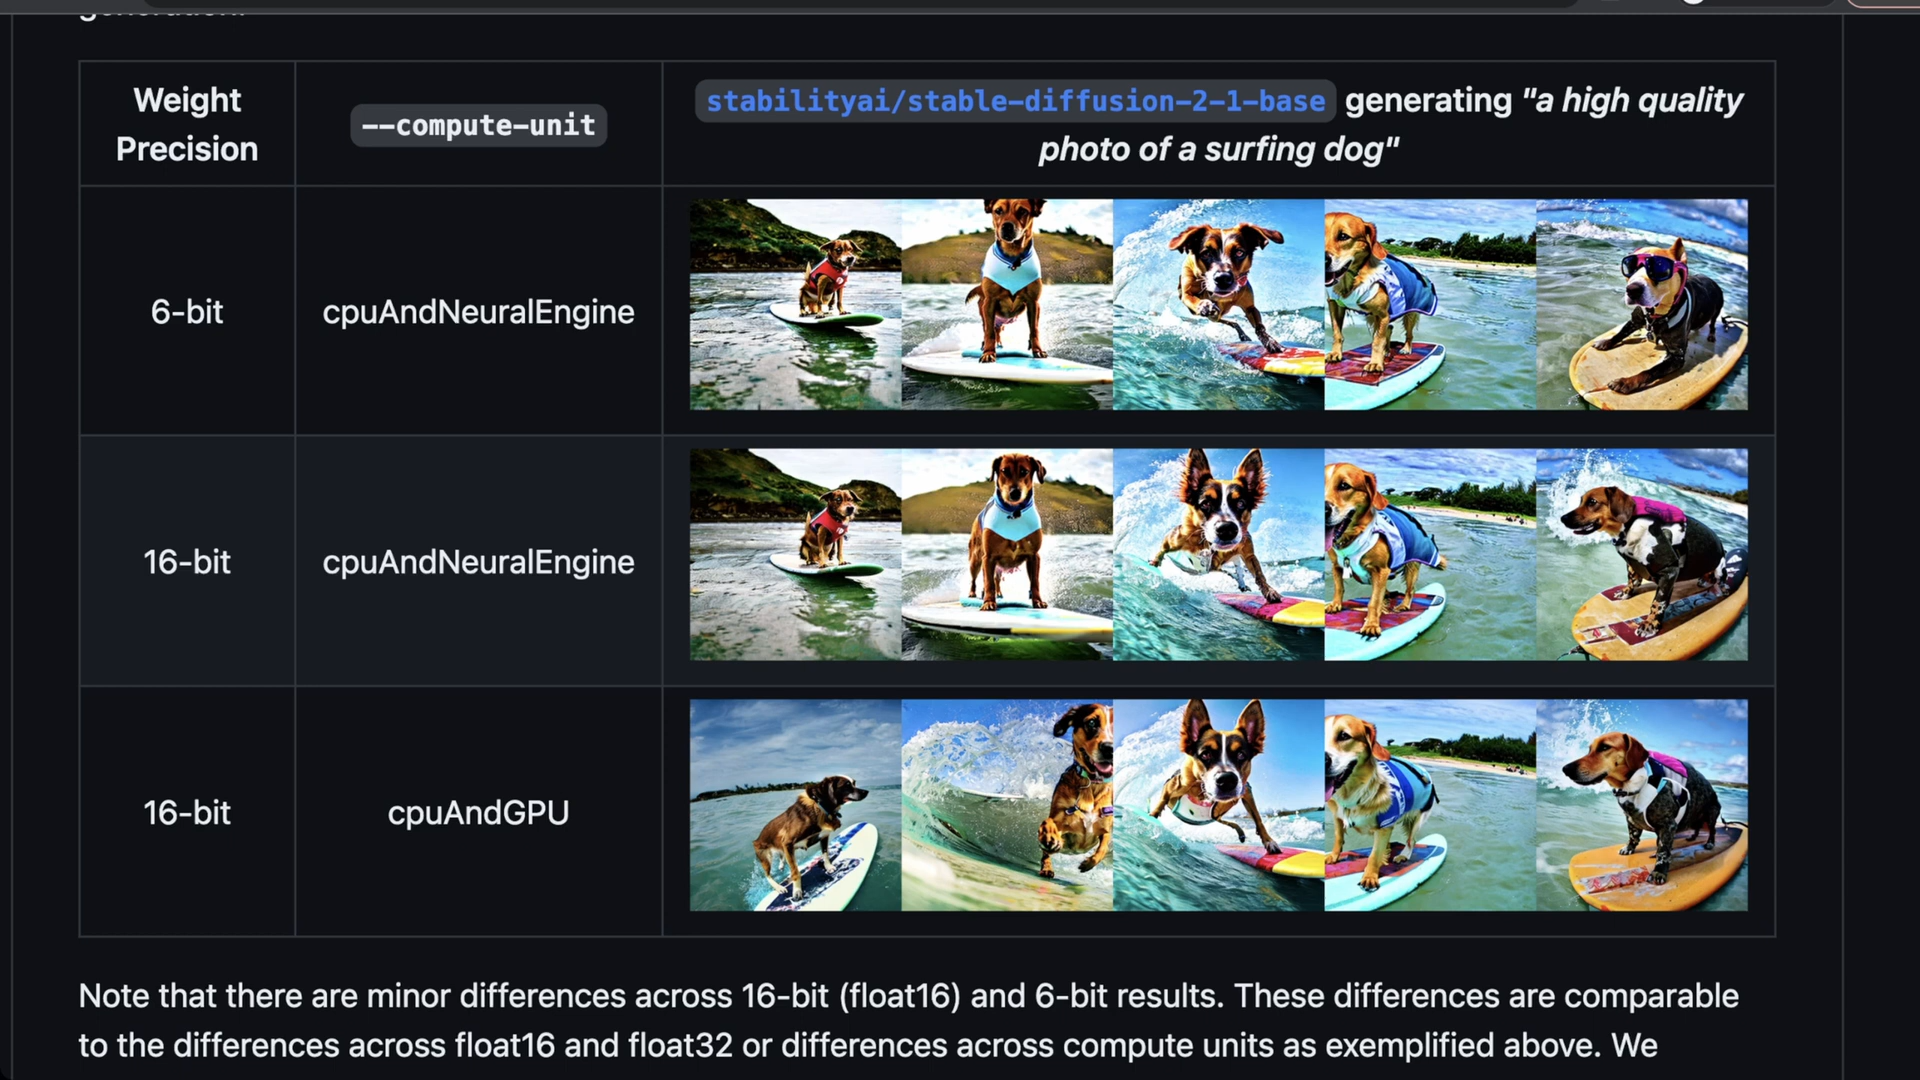 Weight
Precision
--compute-unit
stabilityai/stable-diffusion-2-1-base generating "a high quality
photo of a surfing dog"
6-bit
cpuAndNeuralEngine
16-bit
cpuAndNeuralEngine
16-bit
cpuAndGPU
Note that there are minor differences across 16-bit (float16) and 6-bit results. These differences are comparable
to the differences across float16 and float32 or differences across compute units as exemplified above. We